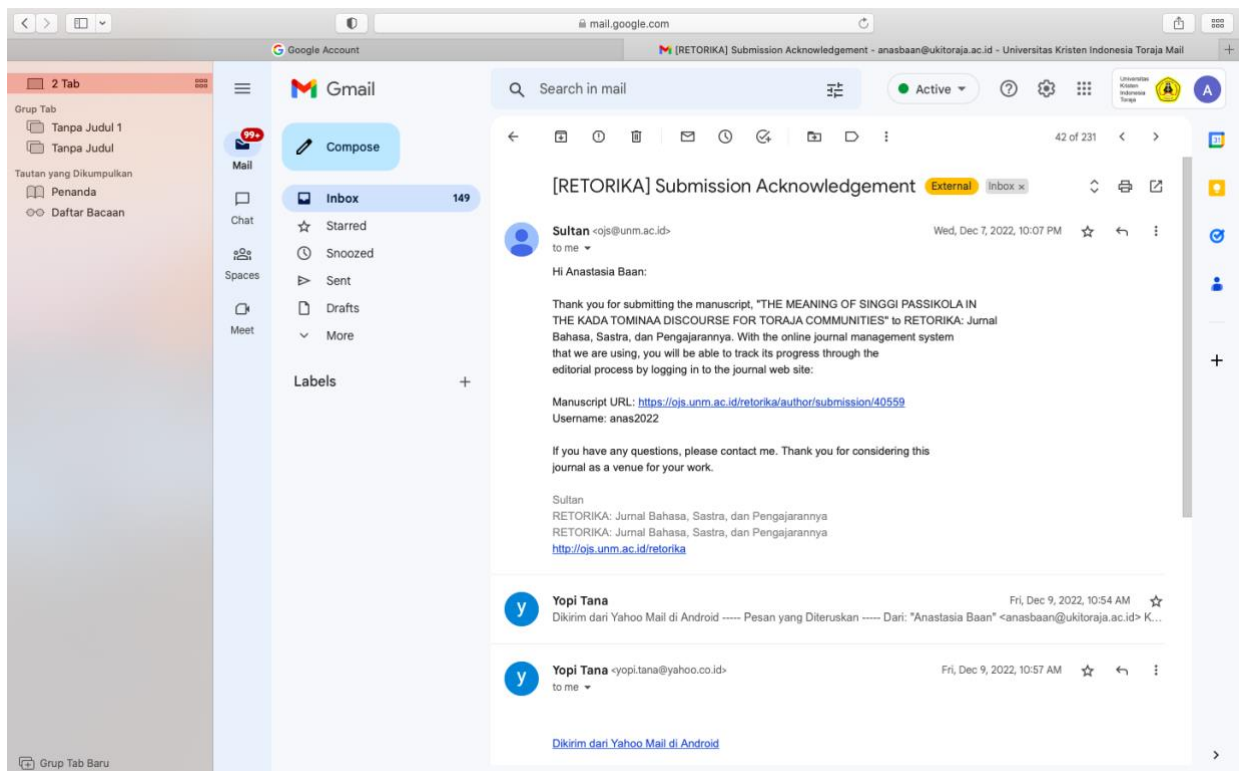 mail.google.com
Google Account
[RETORIKA] Submission Acknowledgement - anasbaan@ukitoraja.ac.id - Universitas Kristen Indonesia Toraja Mail
2 Tab
Grup Tab
Tanpa Judul 1
Tanpa Judul
Tautan yang Dikumpulkan
Penanda
Daftar Bacaan
Grup Tab Baru
99+
Mail
Chat
Spaces
Meet
Gmail
Compose
Inbox 149
Starred
Snoozed
Sent
Drafts
More
Labels
Search in mail
Active
Universitas
Kristen
Indonesia
Toraja
A
42 of 231
31
[RETORIKA] Submission Acknowledgement External Inbox x
Sultan <ojs@unm.ac.id> Wed, Dec 7, 2022, 10:07 PM
to me
Hi Anastasia Baan:
Thank you for submitting the manuscript, "THE MEANING OF SINGGI PASSIKOLA IN
THE KADA TOMINAA DISCOURSE FOR TORAJA COMMUNITIES" to RETORIKA: Jurnal
Bahasa, Sastra, dan Pengajarannya. With the online journal management system
that we are using, you will be able to track its progress through the
editorial process by logging in to the journal web site:
Manuscript URL: https://ojs.unm.ac.id/retorika/author/submission/40559
Username: anas2022
If you have any questions, please contact me. Thank you for considering this
journal as a venue for your work.
Sultan
RETORIKA: Jurnal Bahasa, Sastra, dan Pengajarannya
RETORIKA: Jurnal Bahasa, Sastra, dan Pengajarannya
http://ojs.unm.ac.id/retorika
y
Yopi Tana Fri, Dec 9, 2022, 10:54 AM
Dikirim dari Yahoo Mail di Android ----- Pesan yang Diteruskan ----- Dari: "Anastasia Baan" <anasbaan@ukitoraja.ac.id> K...
y
Yopi Tana <yopi.tana@yahoo.co.id> Fri, Dec 9, 2022, 10:57 AM
to me
Dikirim dari Yahoo Mail di Android